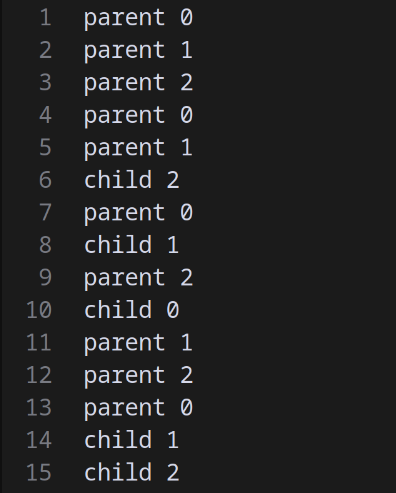 1 parent 0
2 parent 1
3 parent 2
4 parent 0
5 parent 1
6 child 2
7 parent 0
8 child 1
9 parent 2
10 child 0
11 parent 1
12 parent 2
13 parent 0
14 child 1
15 child 2